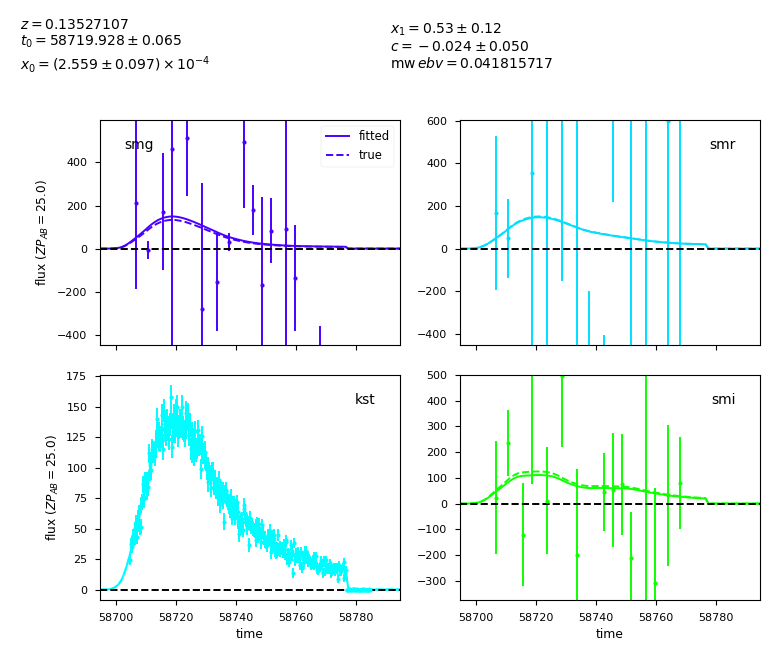 z = 0.13527107
t₀ = 58719.928 ± 0.065
x₀ = (2.559 ± 0.097) × 10⁻⁴
x₁ = 0.53 ± 0.12
c = −0.024 ± 0.050
mw ebv = 0.041815717
smg
fitted
true
flux (ZP_AB = 25.0)
400
200
0
−200
−400
smr
600
400
200
0
−200
−400
kst
flux (ZP_AB = 25.0)
175
150
125
100
75
50
25
0
58700 58720 58740 58760 58780
time
smi
500
400
300
200
100
0
−100
−200
−300
58700 58720 58740 58760 58780
time